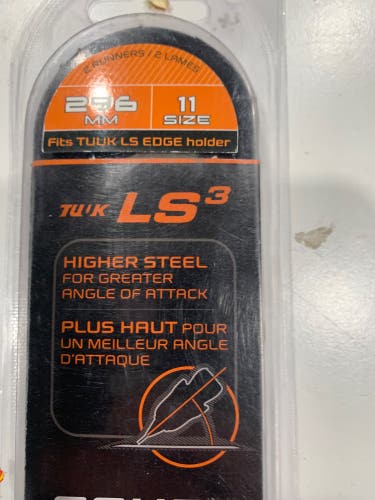 2 RUNNERS / 2 LAMES
296 MM
11 SIZE
Fits TUUK LS EDGE holder
TUUK LS3
HIGHER STEEL
FOR GREATER
ANGLE OF ATTACK
PLUS HAUT POUR
UN MEILLEUR ANGLE
D'ATTAQUE